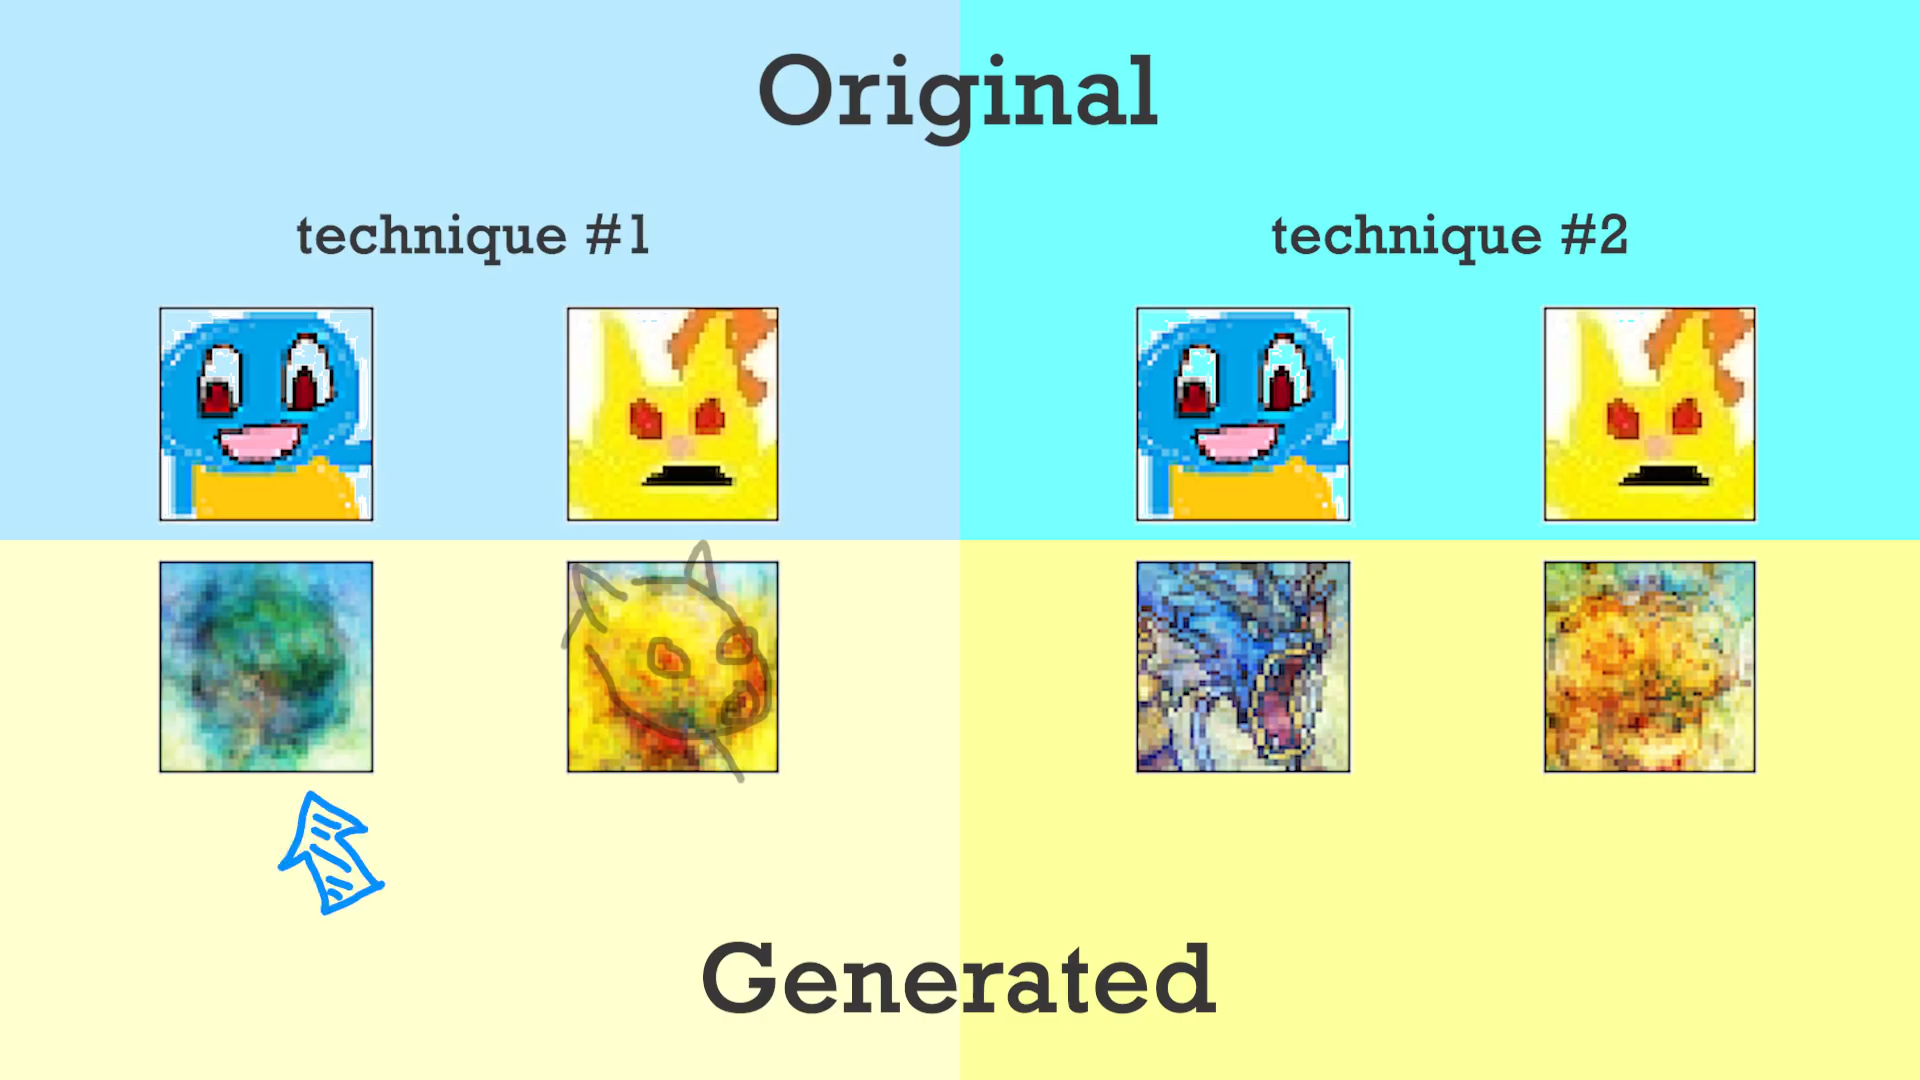 Original
technique #1
technique #2
Generated